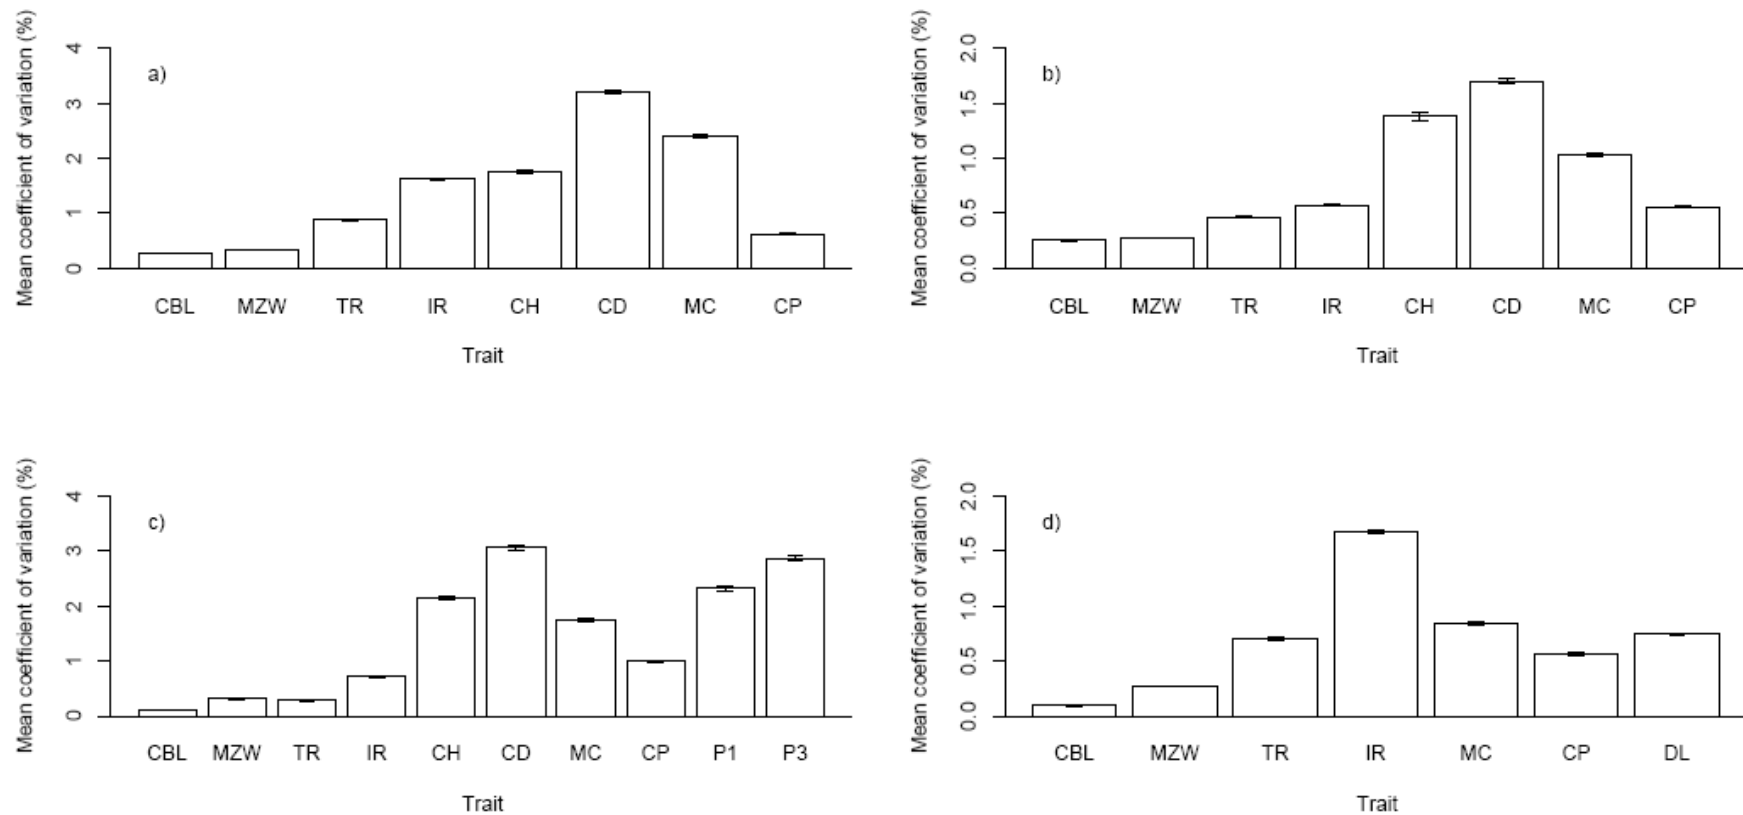 Mean coefficient of variation (%)
4
3
2
1
0
a)
CBL MZW TR IR CH CD MC CP
Trait
Mean coefficient of variation (%)
2.0
1.5
1.0
0.5
0.0
b)
CBL MZW TR IR CH CD MC CP
Trait
Mean coefficient of variation (%)
4
3
2
1
0
c)
CBL MZW TR IR CH CD MC CP P1 P3
Trait
Mean coefficient of variation (%)
2.0
1.5
1.0
0.5
0.0
d)
CBL MZW TR IR MC CP DL
Trait